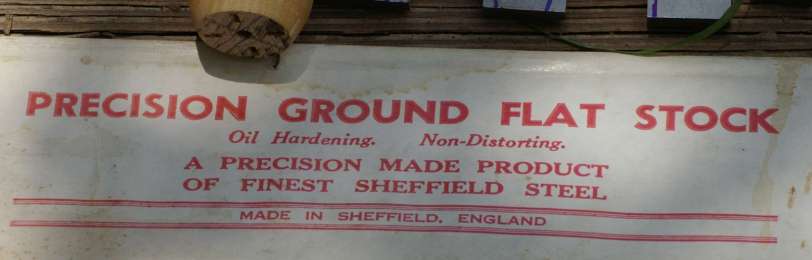 PRECISION GROUND FLAT STOCK
Oil Hardening. Non-Distorting.
A PRECISION MADE PRODUCT
OF FINEST SHEFFIELD STEEL
MADE IN SHEFFIELD, ENGLAND